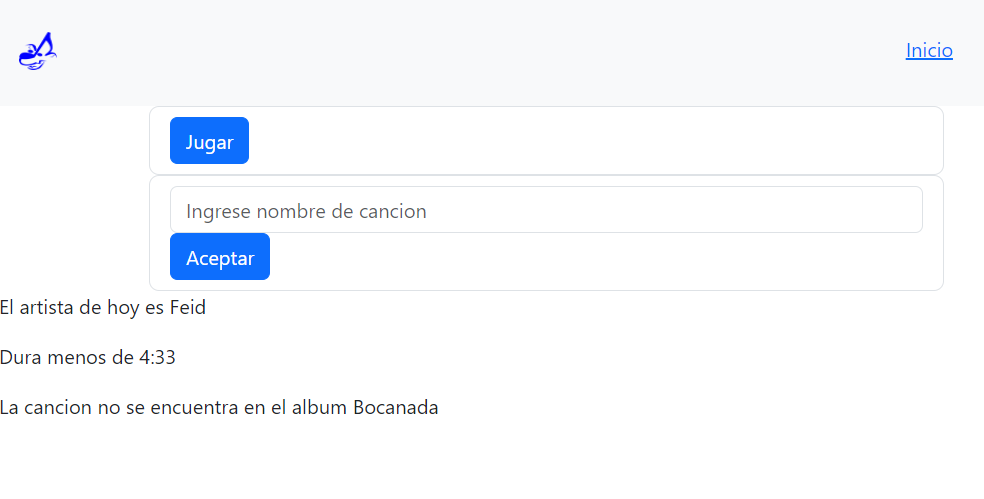 Inicio
Jugar
Ingrese nombre de cancion
Aceptar
El artista de hoy es Feid
Dura menos de 4:33
La cancion no se encuentra en el album Bocanada